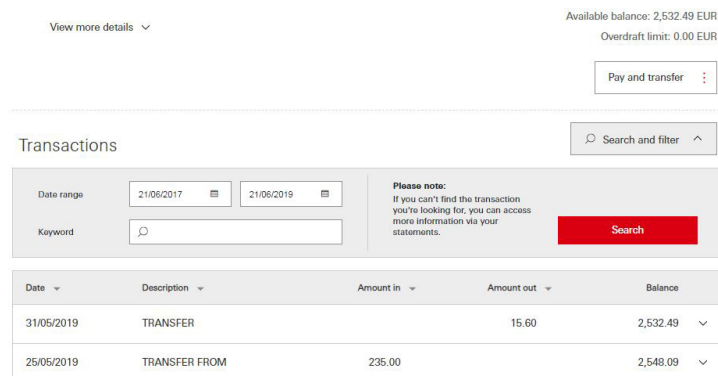 View more details
Available balance: 2,532.49 EUR
Overdraft limit: 0.00 EUR
Pay and transfer
Transactions
Search and filter
Date range 21/06/2017 21/06/2019
Keyword
Please note:
If you can't find the transaction
you're looking for, you can access
more information via your
statements.
Search
Date Description Amount in Amount out Balance
31/05/2019 TRANSFER 15.60 2,532.49
25/05/2019 TRANSFER FROM 235.00 2,548.09